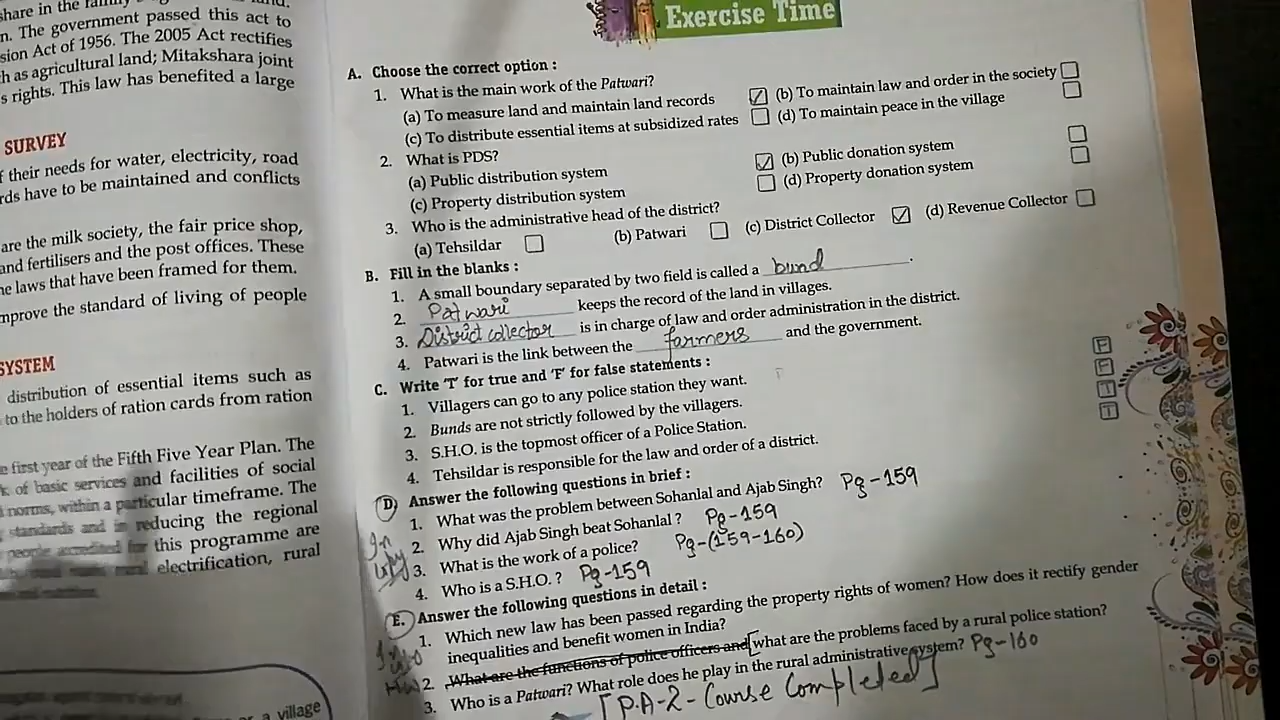 n. The government passed this act to
sion Act of 1956. The 2005 Act rectifies
h as agricultural land; Mitakshara joint
s rights. This law has benefited a large
SURVEY
f their needs for water, electricity, road
rds have to be maintained and conflicts
are the milk society, the fair price shop,
and fertilisers and the post offices. These
ne laws that have been framed for them.
mprove the standard of living of people
SYSTEM
distribution of essential items such as
to the holders of ration cards from ration
e first year of the Fifth Five Year Plan. The
k of basic services and facilities of social
norms, within a particular timeframe. The
standards and in reducing the regional
for this programme are
electrification, rural
a village
Exercise Time
A. Choose the correct option :
1. What is the main work of the Patwari?
(a) To measure land and maintain land records ☑ (b) To maintain law and order in the society ☐
(c) To distribute essential items at subsidized rates ☐ (d) To maintain peace in the village ☐
2. What is PDS?
(a) Public distribution system ☑ (b) Public donation system ☐
(c) Property distribution system ☐ (d) Property donation system ☐
3. Who is the administrative head of the district?
(a) Tehsildar ☐ (b) Patwari ☐ (c) District Collector ☑ (d) Revenue Collector ☐
B. Fill in the blanks :
1. A small boundary separated by two field is called a bund.
2. Patwari keeps the record of the land in villages.
3. District collector is in charge of law and order administration in the district.
4. Patwari is the link between the farmers and the government.
C. Write 'T' for true and 'F' for false statements :
1. Villagers can go to any police station they want. F
2. Bunds are not strictly followed by the villagers. F
3. S.H.O. is the topmost officer of a Police Station. T
4. Tehsildar is responsible for the law and order of a district. T
D. Answer the following questions in brief :
1. What was the problem between Sohanlal and Ajab Singh? Pg-159
2. Why did Ajab Singh beat Sohanlal ? Pg-159
3. What is the work of a police? Pg-(159-160)
4. Who is a S.H.O. ? Pg-159
E. Answer the following questions in detail :
1. Which new law has been passed regarding the property rights of women? How does it rectify gender
inequalities and benefit women in India?
2. What are the functions of police officers and [what are the problems faced by a rural police station?
3. Who is a Patwari? What role does he play in the rural administrative system? Pg-160
[P.A-2-Course Completed]